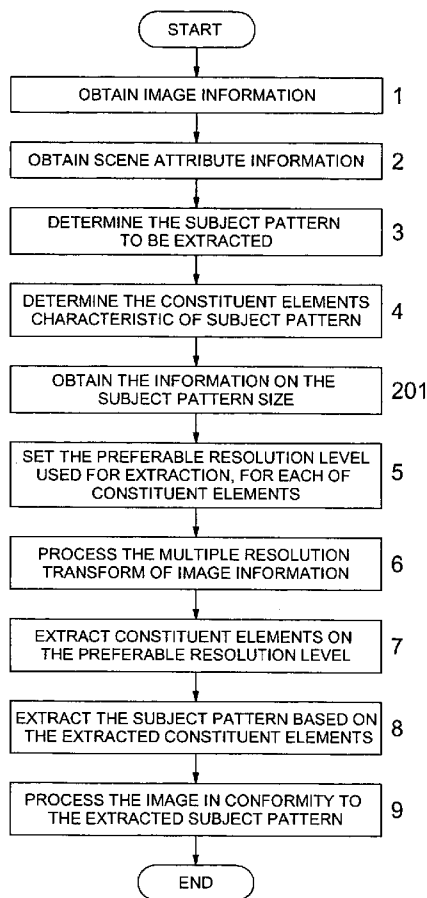 START
OBTAIN IMAGE INFORMATION 1
OBTAIN SCENE ATTRIBUTE INFORMATION 2
DETERMINE THE SUBJECT PATTERN
TO BE EXTRACTED 3
DETERMINE THE CONSTITUENT ELEMENTS
CHARACTERISTIC OF SUBJECT PATTERN 4
OBTAIN THE INFORMATION ON THE
SUBJECT PATTERN SIZE 201
SET THE PREFERABLE RESOLUTION LEVEL
USED FOR EXTRACTION, FOR EACH OF 5
CONSTITUENT ELEMENTS
PROCESS THE MULTIPLE RESOLUTION
TRANSFORM OF IMAGE INFORMATION 6
EXTRACT CONSTITUENT ELEMENTS ON
THE PREFERABLE RESOLUTION LEVEL 7
EXTRACT THE SUBJECT PATTERN BASED ON
THE EXTRACTED CONSTITUENT ELEMENTS 8
PROCESS THE IMAGE IN CONFORMITY TO
THE EXTRACTED SUBJECT PATTERN 9
END